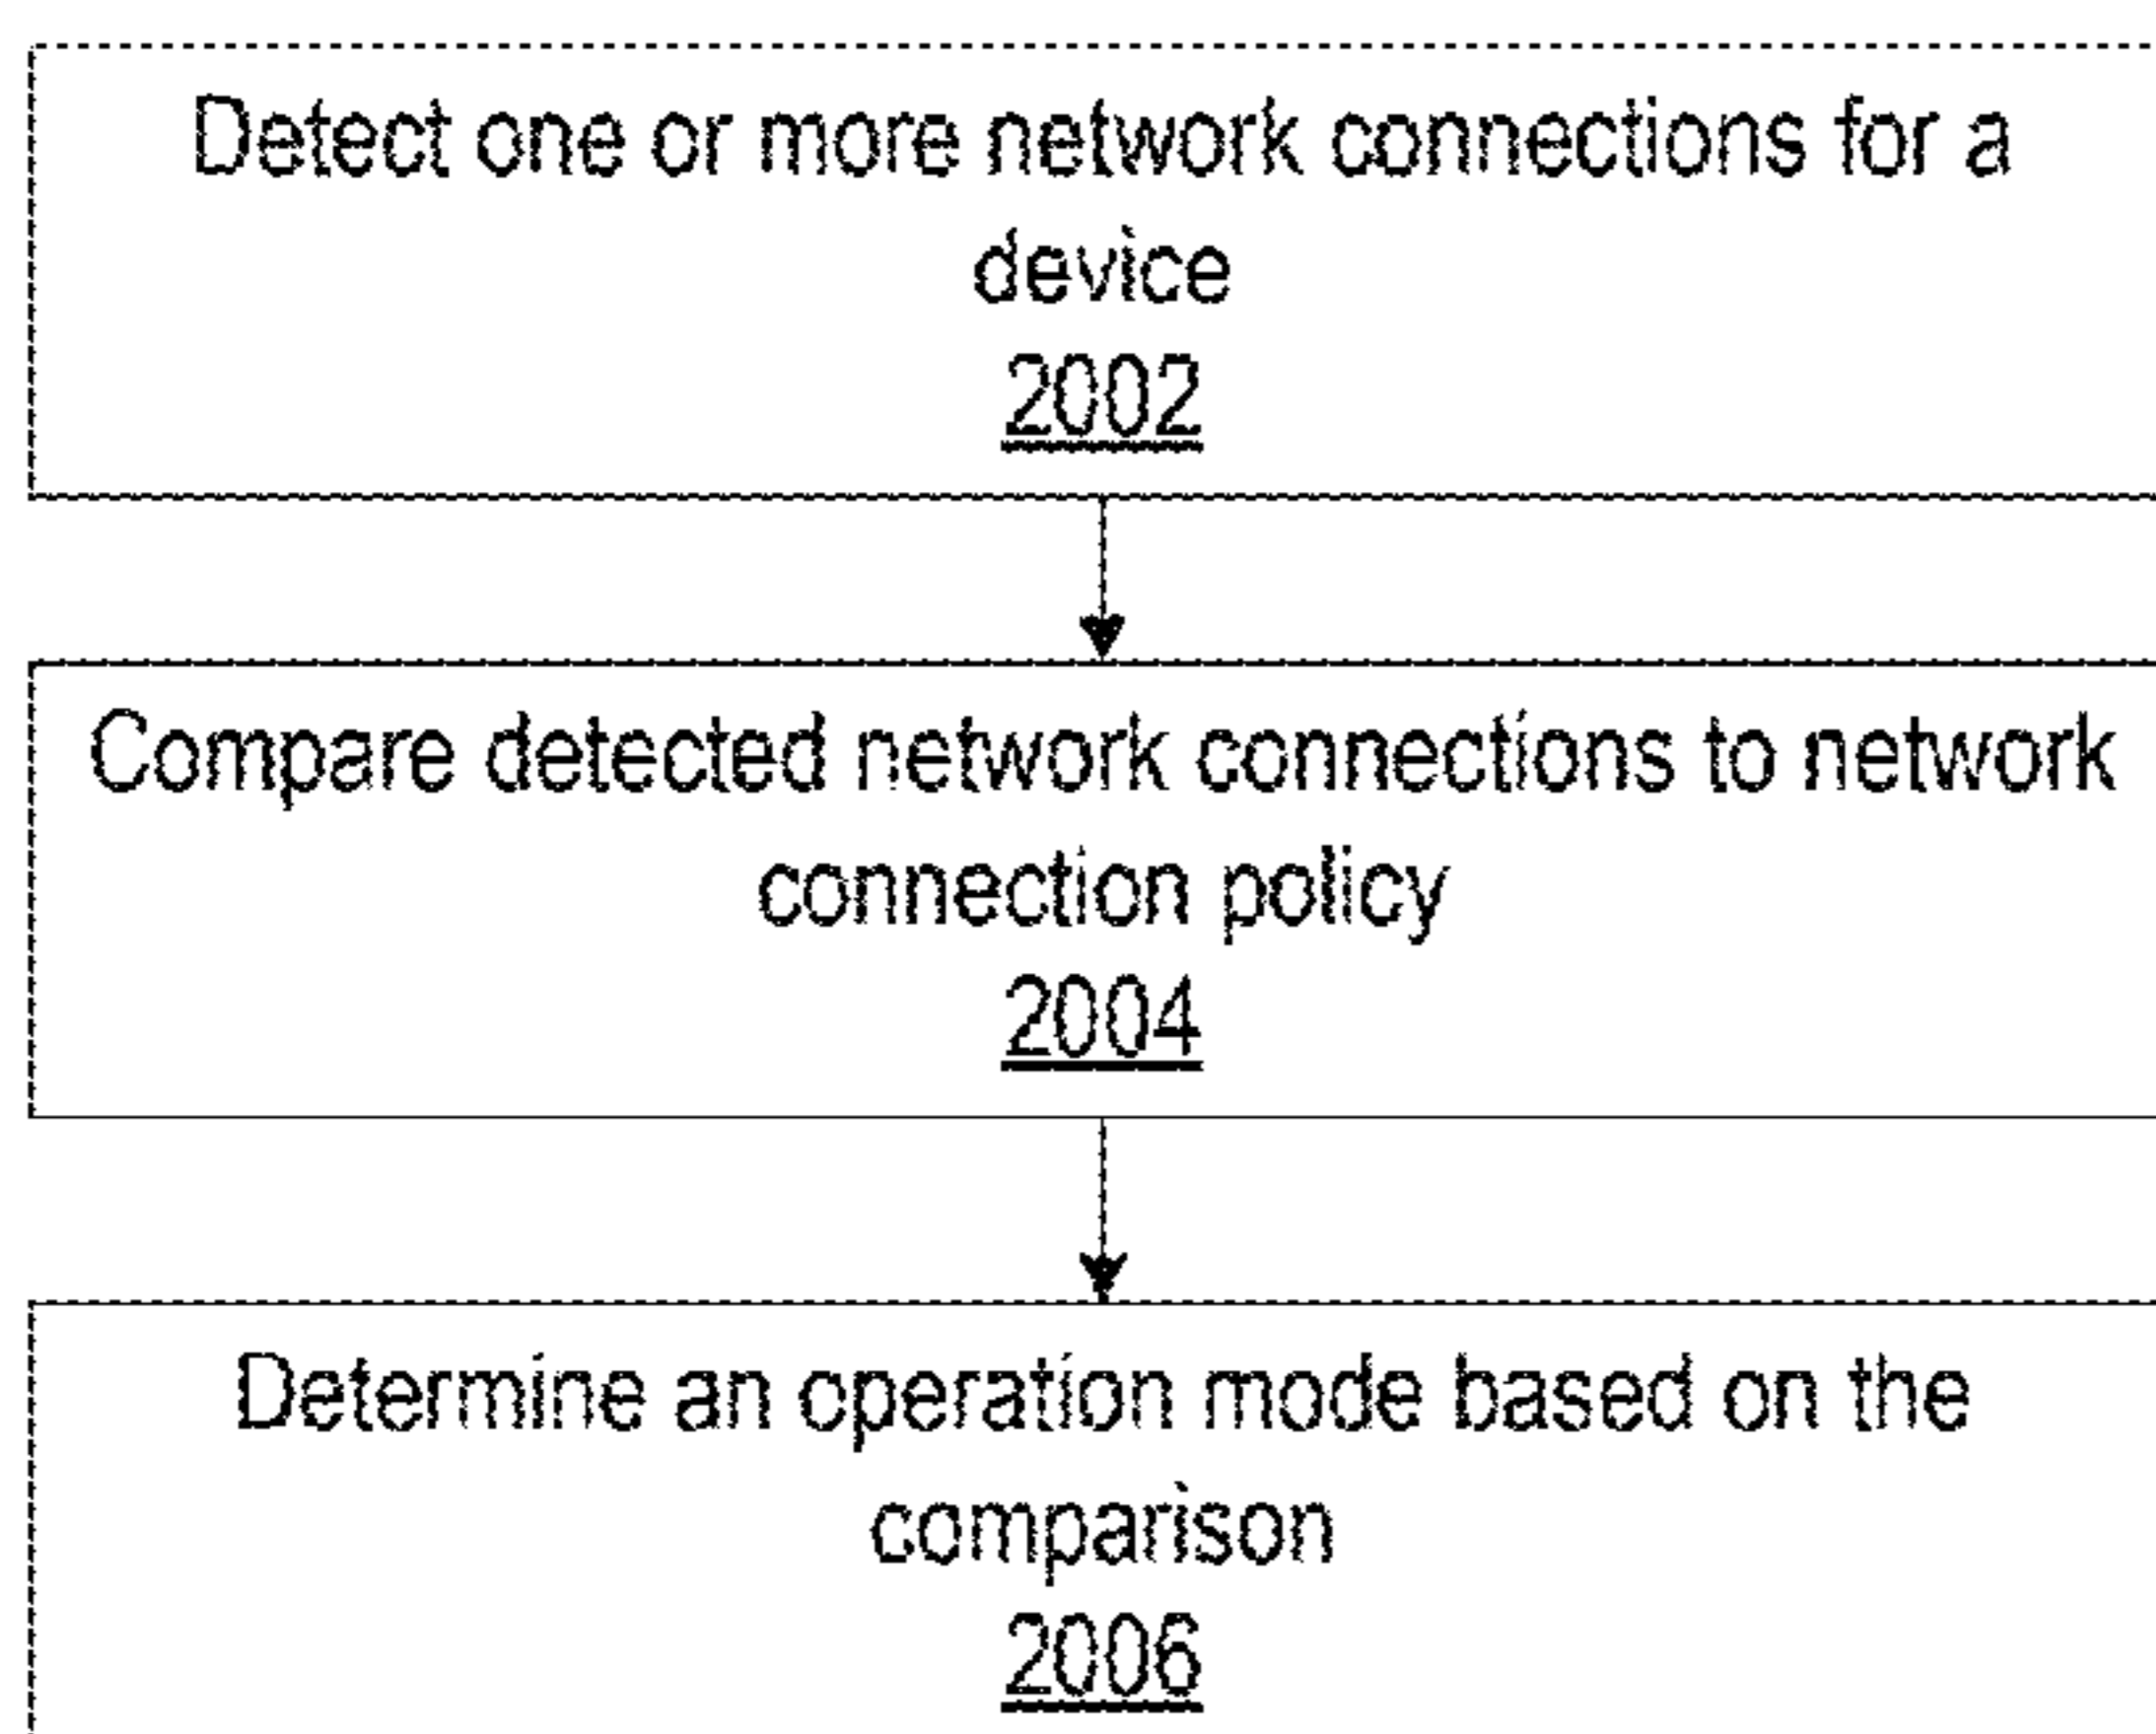 Detect one or more network connections for a
device
2002
Compare detected network connections to network
connection policy
2004
Determine an operation mode based on the
comparison
2006